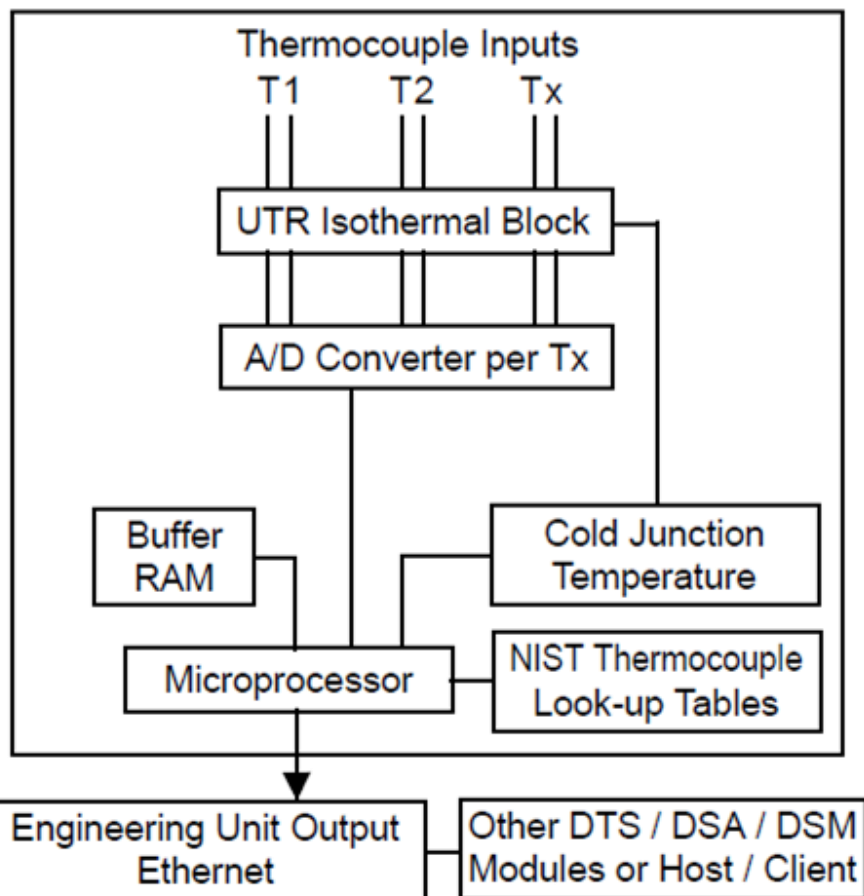 Thermocouple Inputs
T1 T2 Tx
UTR Isothermal Block
A/D Converter per Tx
Buffer
RAM
Cold Junction
Temperature
Microprocessor
NIST Thermocouple
Look-up Tables
Engineering Unit Output
Ethernet
Other DTS / DSA / DSM
Modules or Host / Client